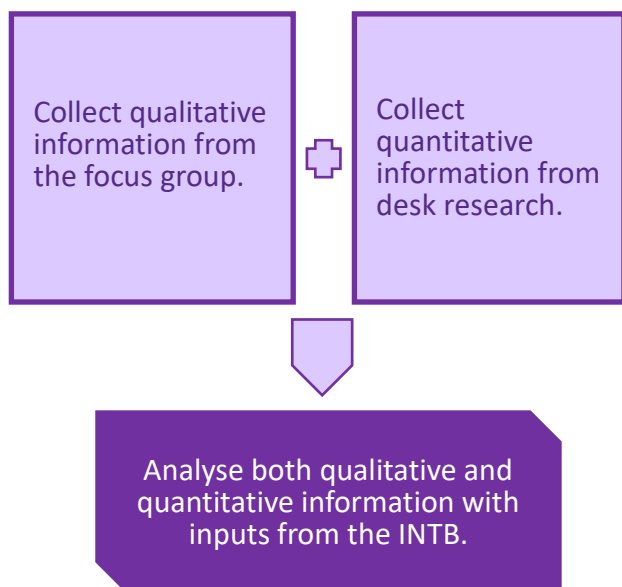 Collect qualitative
information from
the focus group.
Collect
quantitative
information from
desk research.
Analyse both qualitative and
quantitative information with
inputs from the INTB.